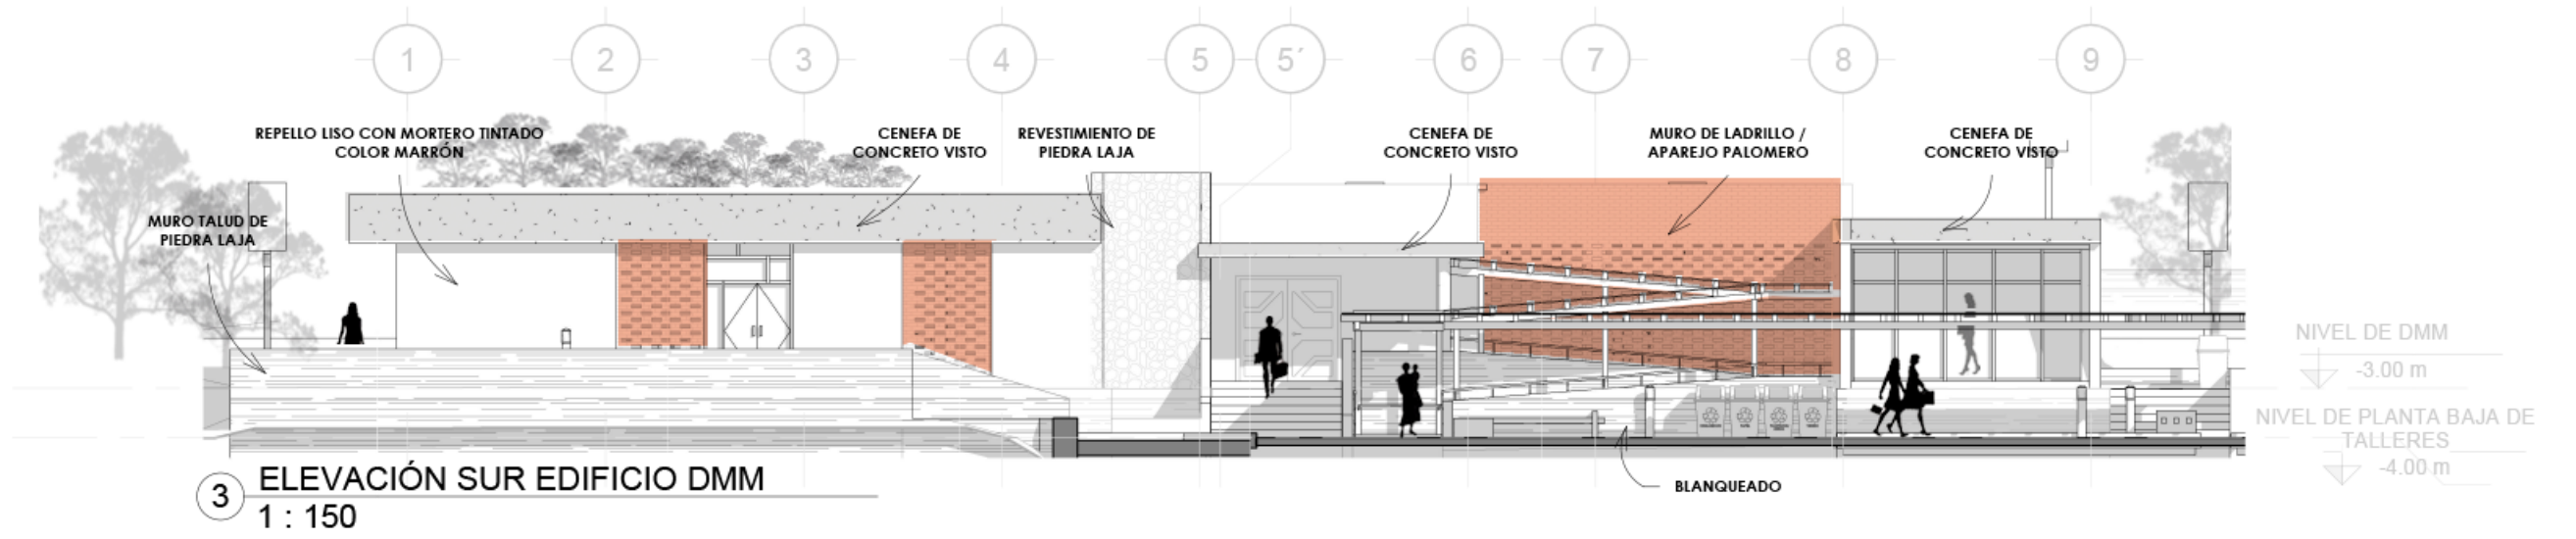 1 2 3 4 5 5´ 6 7 8 9
REPELLO LISO CON MORTERO TINTADO
COLOR MARRÓN
CENEFA DE
CONCRETO VISTO
REVESTIMIENTO DE
PIEDRA LAJA
CENEFA DE
CONCRETO VISTO
MURO DE LADRILLO /
APAREJO PALOMERO
CENEFA DE
CONCRETO VISTO
MURO TALUD DE
PIEDRA LAJA
NIVEL DE DMM
-3.00 m
NIVEL DE PLANTA BAJA DE
TALLERES
-4.00 m
BLANQUEADO
3 ELEVACIÓN SUR EDIFICIO DMM
1 : 150